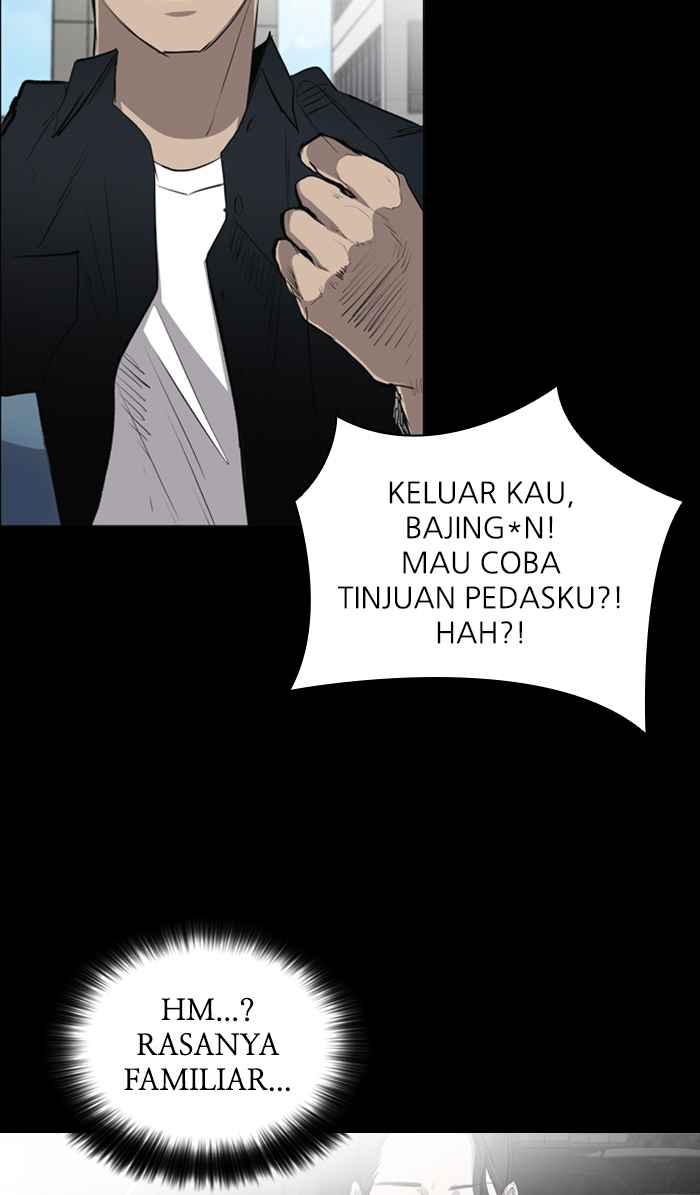 KELUAR KAU,
BAJING*N!
MAU COBA
TINJUAN PEDASKU?!
HAH?!
HM...?
RASANYA
FAMILIAR...